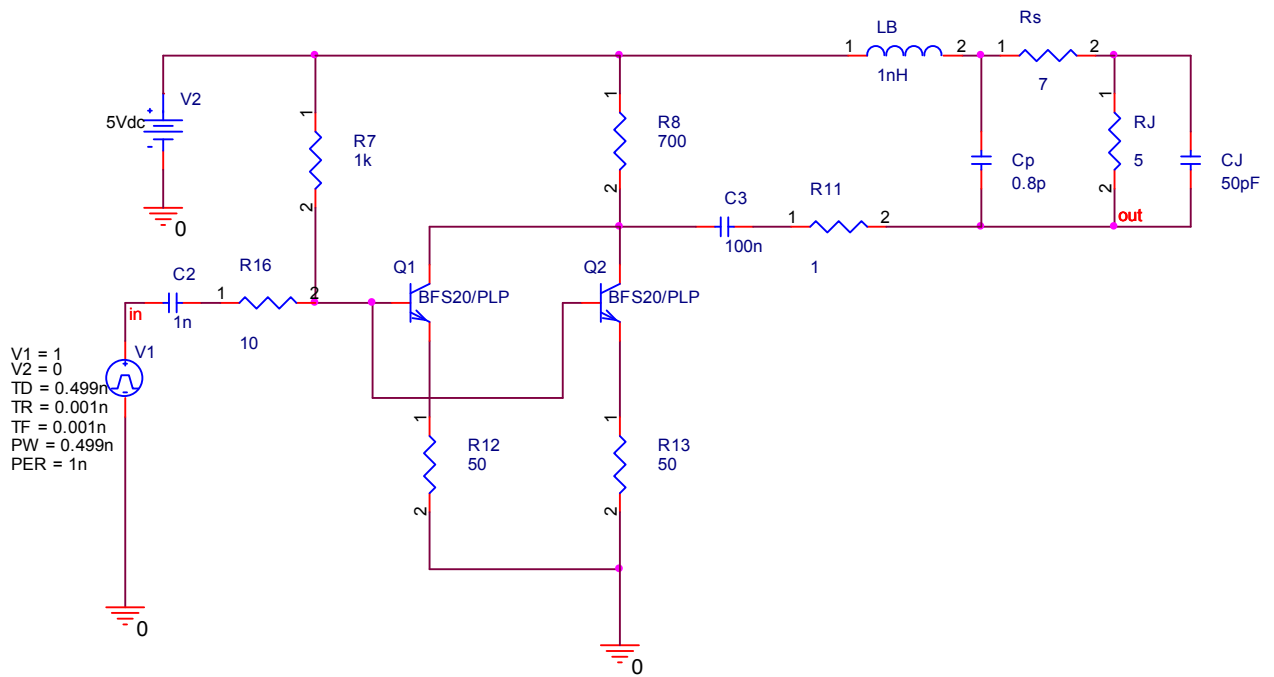 LB
1
2
1nH
Rs
1
2
7
V2
+
5Vdc
-
0
1
R7
1k
2
1
R8
700
2
Cp
0.8p
1
RJ
5
2
CJ
50pF
out
C3
100n
R11
1
2
1
C2
1n
R16
1
2
10
in
Q1
BFS20/PLP
Q2
BFS20/PLP
V1
+
-
V1 = 1
V2 = 0
TD = 0.499n
TR = 0.001n
TF = 0.001n
PW = 0.499n
PER = 1n
1
R12
50
2
1
R13
50
2
0
0